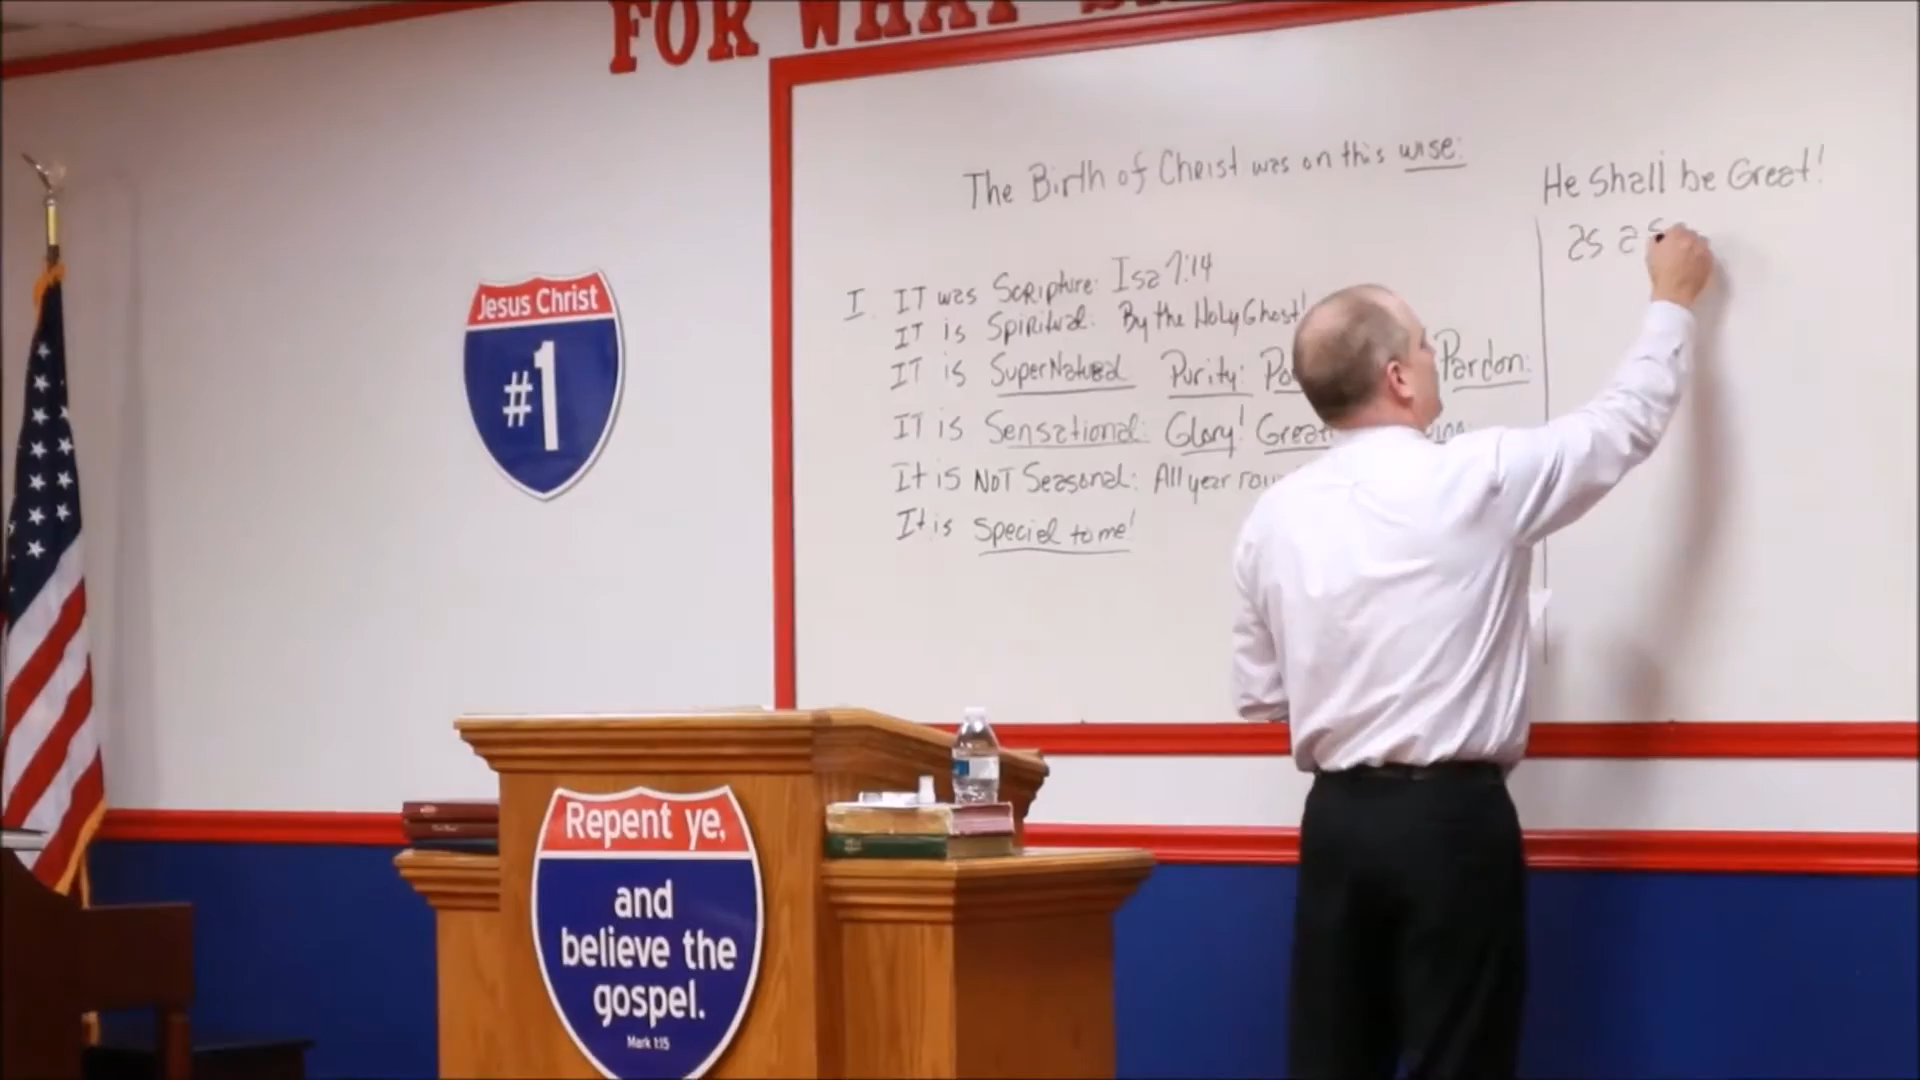 FOR WHAT
The Birth of Christ was on this wise:
He Shall be Great!
as a S
I. IT was Scripture: Isa 7:14
IT is Spiritual: By the Holy Ghost!
IT is SuperNatural Purity: Pardon:
IT is Sensational: Glory! Great
It is NOT Seasonal: All year
It is Special to me!
Jesus Christ
#1
Repent ye,
and
believe the
gospel.
Mark 1:15